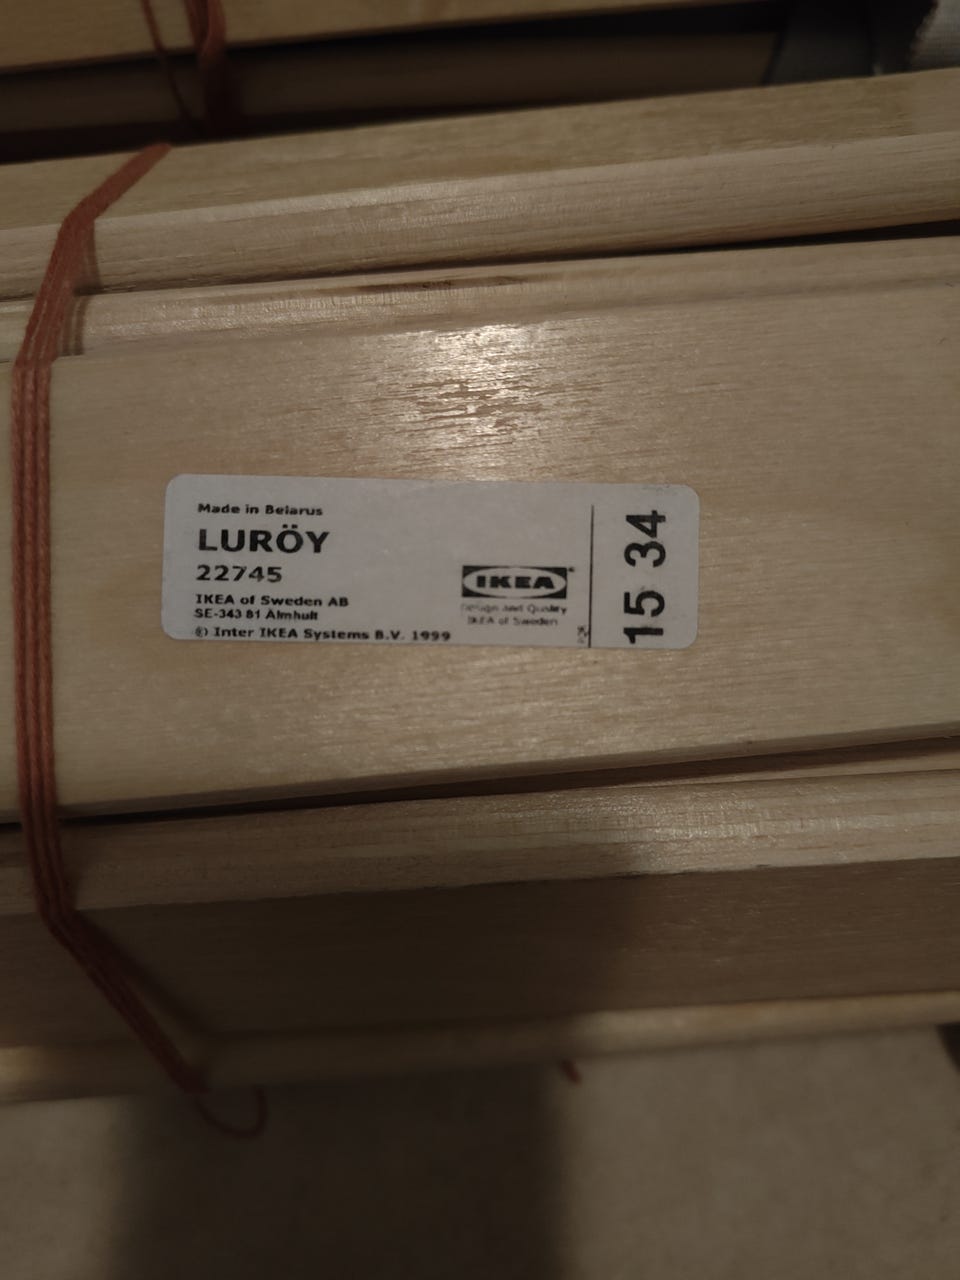 Made in Belarus
LURÖY
22745
IKEA of Sweden AB
SE-343 81 Älmhult
© Inter IKEA Systems B.V. 1999
IKEA®
Design and Quality
IKEA of Sweden
15 34